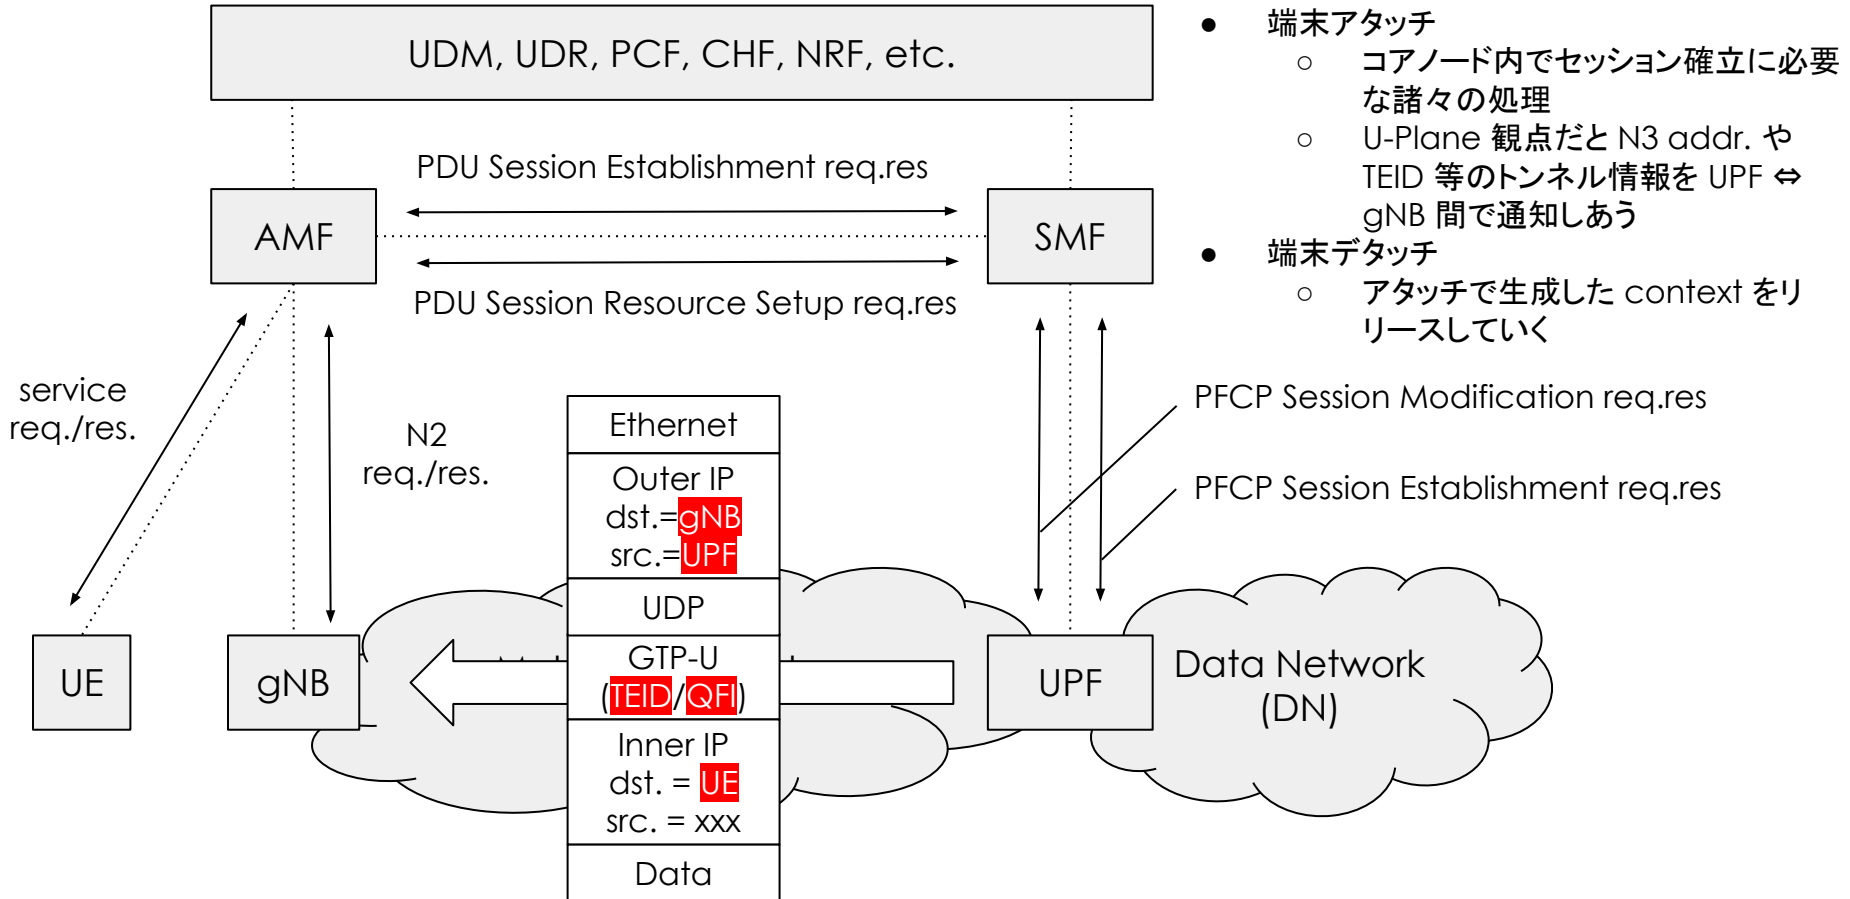 UDM, UDR, PCF, CHF, NRF, etc.
PDU Session Establishment req.res
AMF
SMF
PDU Session Resource Setup req.res
service
req./res.
N2
req./res.
Ethernet
Outer IP
dst.=gNB
src.=UPF
UDP
GTP-U
(TEID/QFI)
Inner IP
dst. = UE
src. = xxx
Data
UE
gNB
UPF
Data Network
(DN)
PFCP Session Modification req.res
PFCP Session Establishment req.res
● 端末アタッチ
○ コアノード内でセッション確立に必要
な諸々の処理
○ U-Plane 観点だと N3 addr. や
TEID 等のトンネル情報を UPF ⇔
gNB 間で通知しあう
● 端末デタッチ
○ アタッチで生成した context をリ
リースしていく